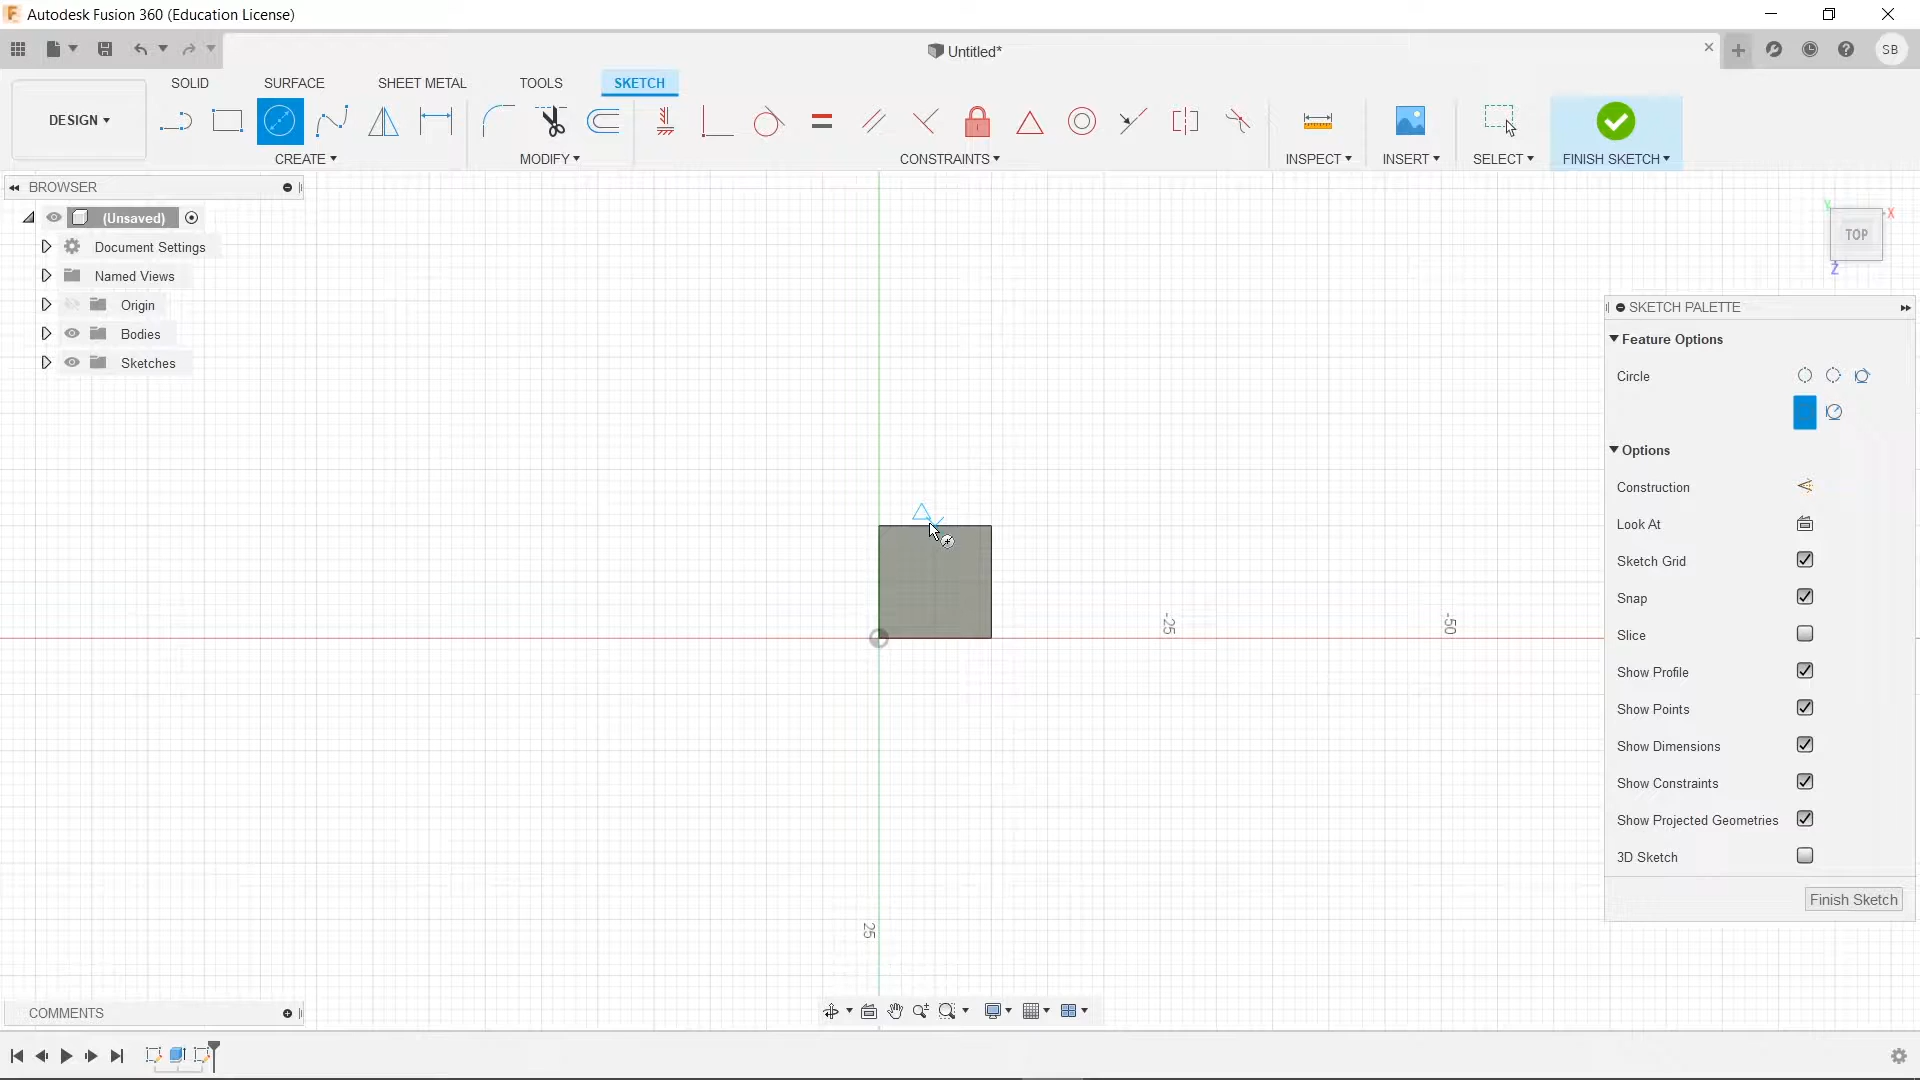 Autodesk Fusion 360 (Education License)
Untitled*
SB
SOLID SURFACE SHEET METAL TOOLS SKETCH
DESIGN
CREATE MODIFY CONSTRAINTS INSPECT INSERT SELECT FINISH SKETCH
BROWSER
(Unsaved)
Document Settings
Named Views
Origin
Bodies
Sketches
Y
X
TOP
Z
SKETCH PALETTE
Feature Options
Circle
Options
Construction
Look At
Sketch Grid
Snap
Slice
Show Profile
Show Points
Show Dimensions
Show Constraints
Show Projected Geometries
3D Sketch
Finish Sketch
-25
-50
25
COMMENTS